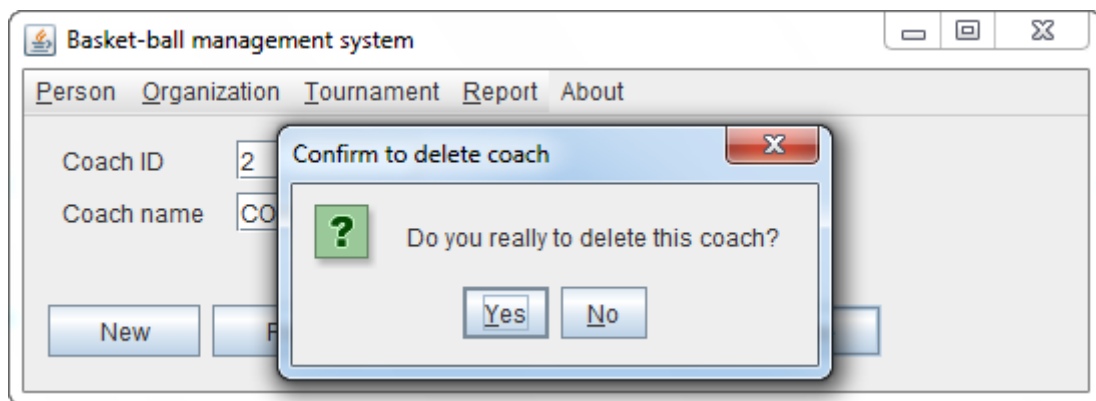 Basket-ball management system
Person Organization Tournament Report About
Confirm to delete coach
Coach ID 2
Coach name CO
? Do you really to delete this coach?
Yes No
New F